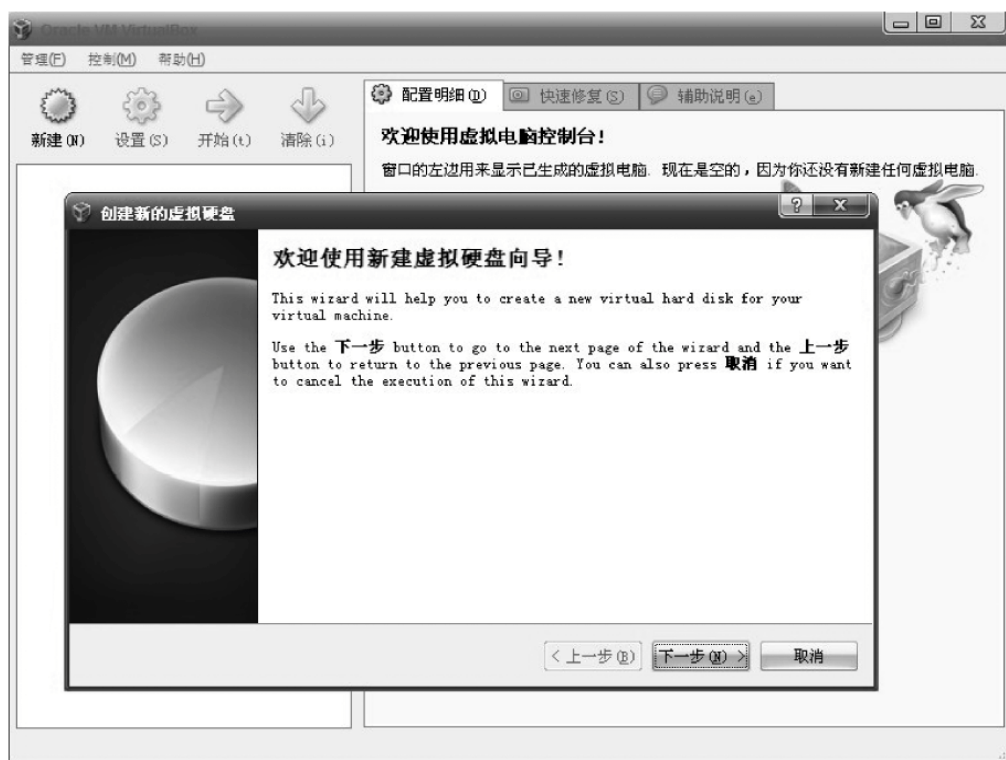 Oracle VM VirtualBox
管理(F) 控制(M) 帮助(H)
新建(N) 设置(S) 开始(t) 清除(i)
配置明细(D) 快速修复(S) 辅助说明(e)
欢迎使用虚拟电脑控制台!
窗口的左边用来显示已生成的虚拟电脑. 现在是空的,因为你还没有新建任何虚拟电脑.
创建新的虚拟硬盘
欢迎使用新建虚拟硬盘向导!
This wizard will help you to create a new virtual hard disk for your
virtual machine.
Use the 下一步 button to go to the next page of the wizard and the 上一步
button to return to the previous page. You can also press 取消 if you want
to cancel the execution of this wizard.
< 上一步(B) 下一步(N) > 取消